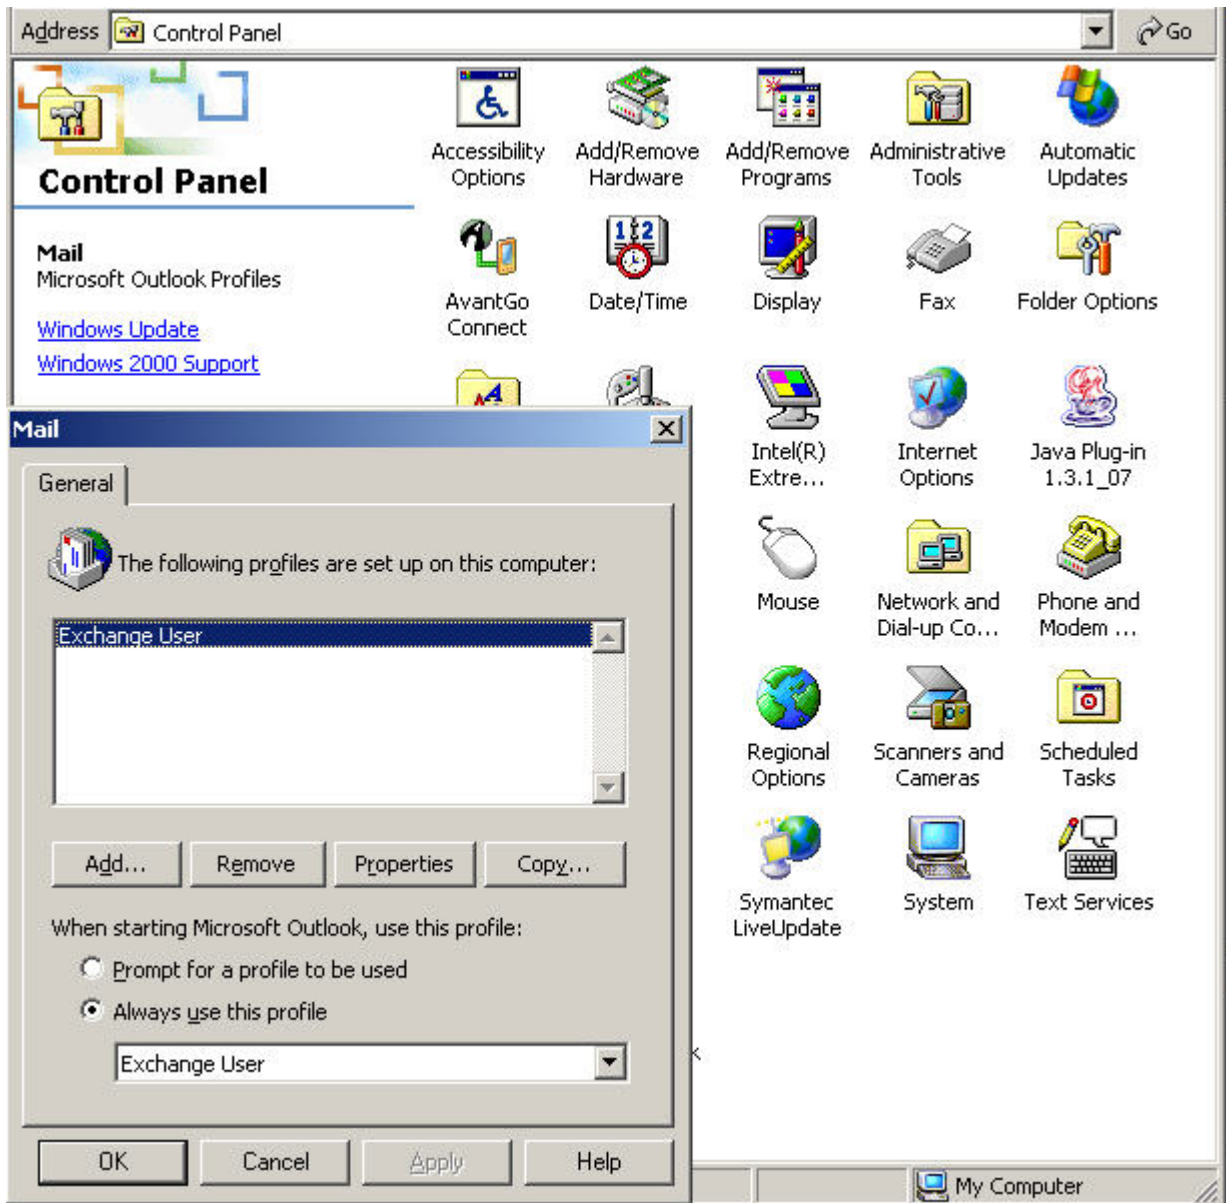 Address Control Panel Go
Control Panel
Mail
Microsoft Outlook Profiles
Windows Update
Windows 2000 Support
Accessibility
Options
Add/Remove
Hardware
Add/Remove
Programs
Administrative
Tools
Automatic
Updates
AvantGo
Connect
Date/Time
Display
Fax
Folder Options
Intel(R)
Extre...
Internet
Options
Java Plug-in
1.3.1_07
Mouse
Network and
Dial-up Co...
Phone and
Modem ...
Regional
Options
Scanners and
Cameras
Scheduled
Tasks
Symantec
LiveUpdate
System
Text Services
Mail
General
The following profiles are set up on this computer:
Exchange User
Add... Remove Properties Copy...
When starting Microsoft Outlook, use this profile:
Prompt for a profile to be used
Always use this profile
Exchange User
OK Cancel Apply Help
My Computer